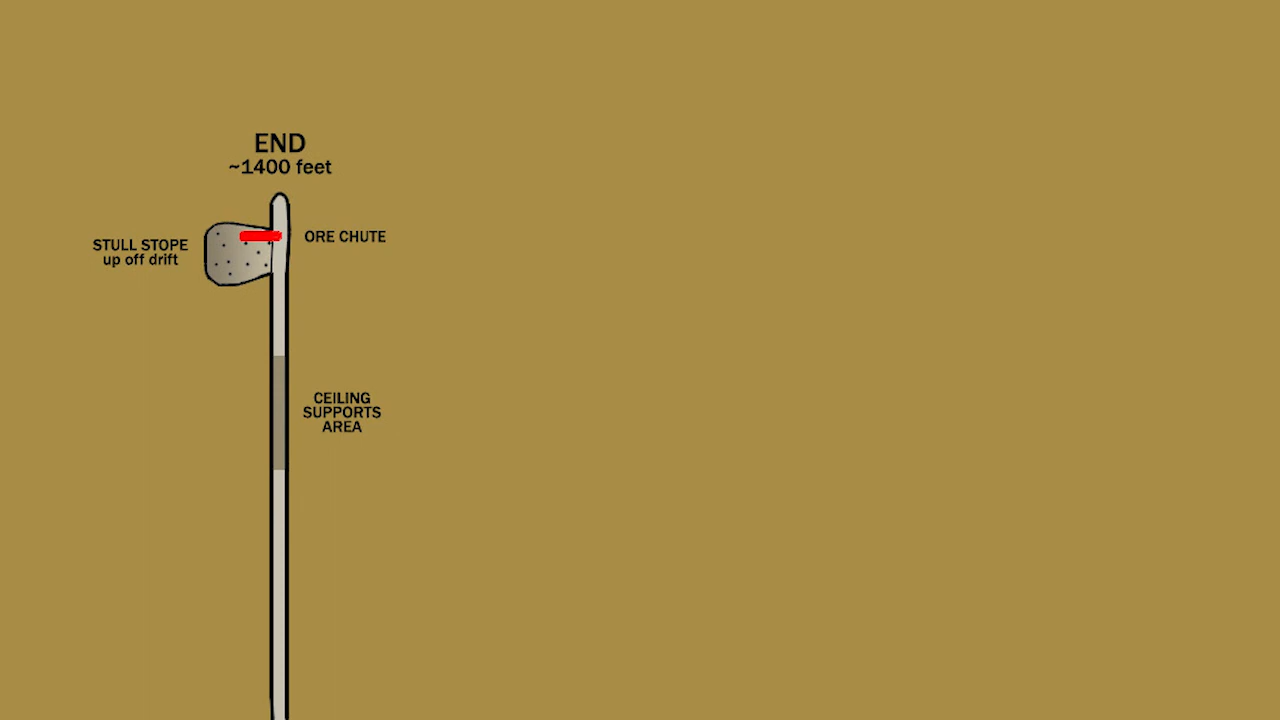 END
~1400 feet
ORE CHUTE
STULL STOPE
up off drift
CEILING
SUPPORTS
AREA